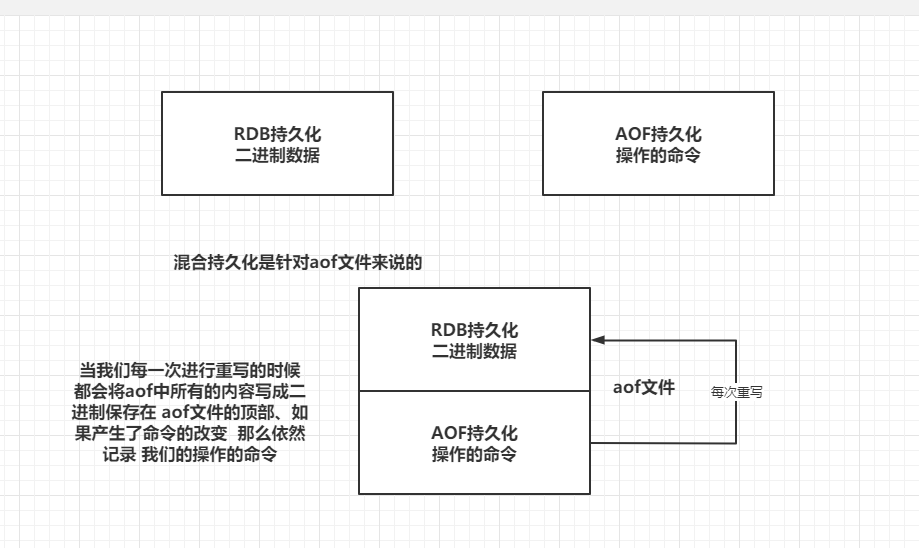 RDB持久化
二进制数据
AOF持久化
操作的命令
混合持久化是针对aof文件来说的
RDB持久化
二进制数据
当我们每一次进行重写的时候
都会将aof中所有的内容写成二
进制保存在 aof文件的顶部、如
果产生了命令的改变 那么依然
记录 我们的操作的命令
aof文件
每次重写
AOF持久化
操作的命令